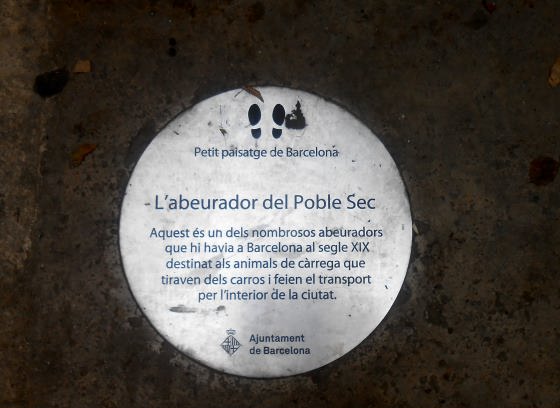 Petit paisatge de Barcelona
L'abeurador del Poble Sec
Aquest és un dels nombrosos abeuradors
que hi havia a Barcelona al segle XIX
destinat als animals de càrrega que
tiraven dels carros i feien el transport
per l'interior de la ciutat.
Ajuntament
de Barcelona